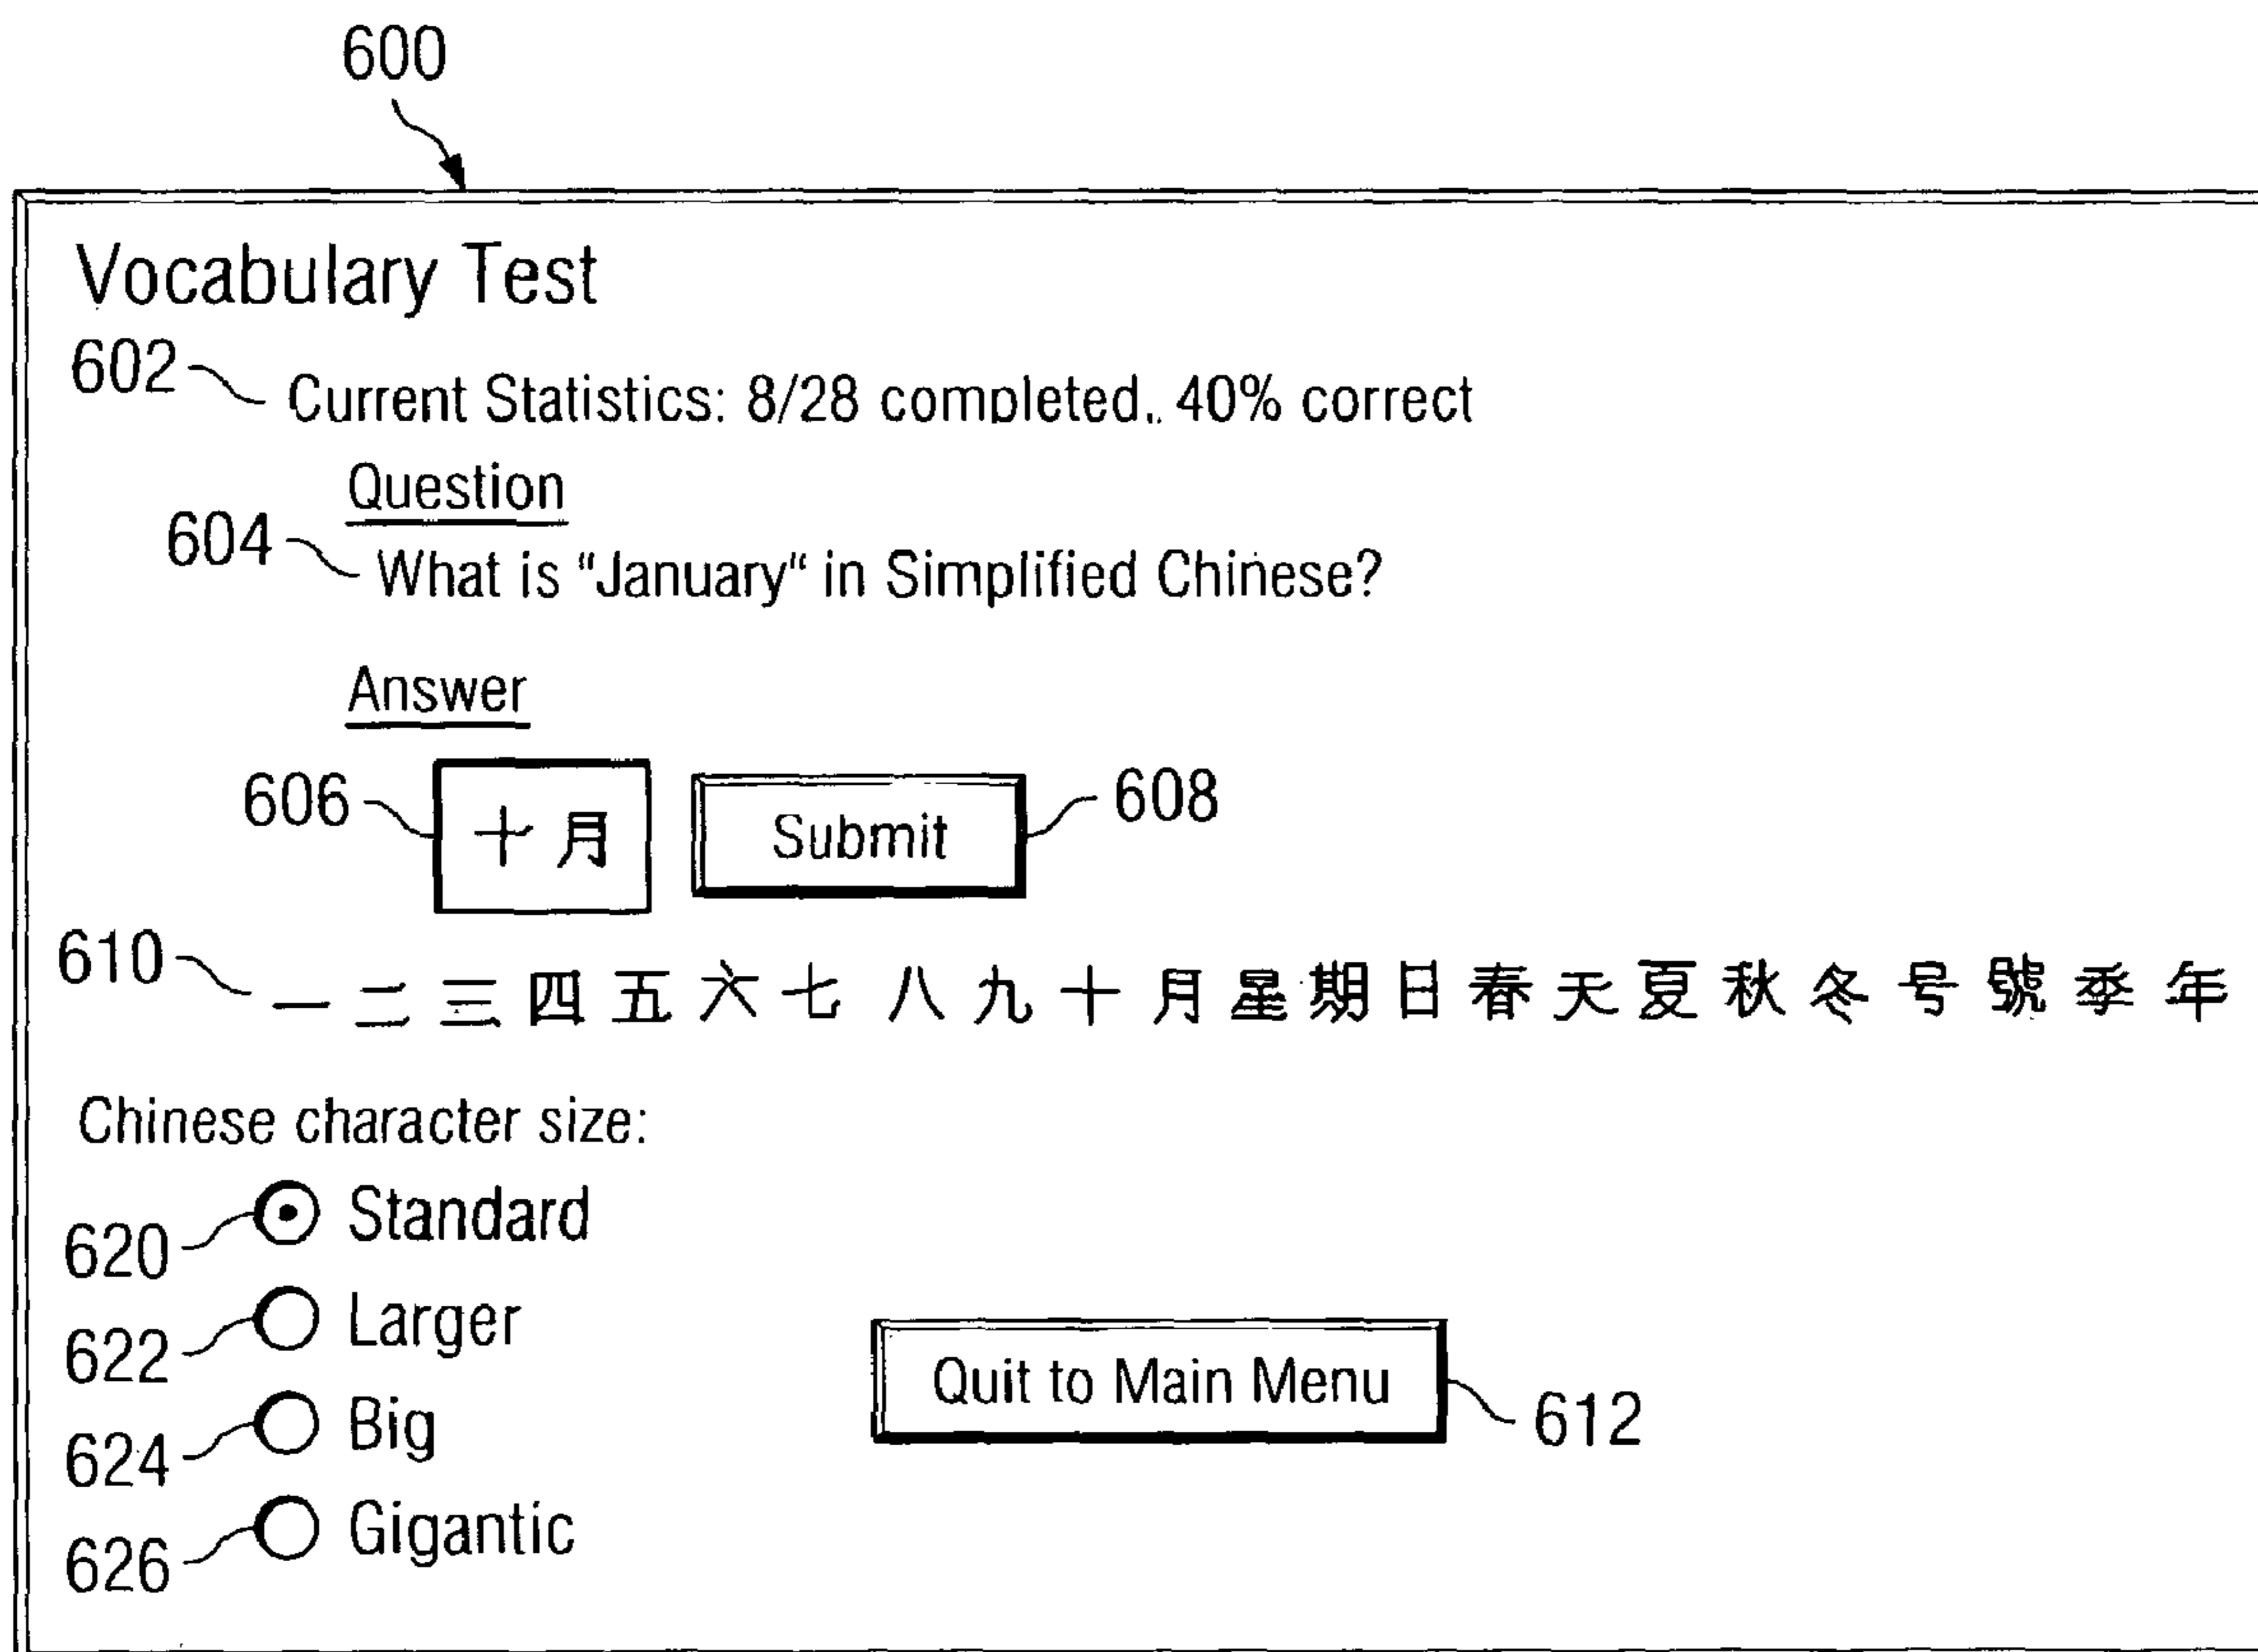 600
Vocabulary Test
602 Current Statistics: 8/28 completed, 40% correct
Question
604 What is "January" in Simplified Chinese?
Answer
606 十月 Submit 608
610 一 二 三 四 五 六 七 八 九 十 月 星 期 日 春 天 夏 秋 冬 号 號 季 年
Chinese character size:
620 Standard
622 Larger
Quit to Main Menu 612
624 Big
626 Gigantic